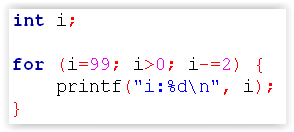 int i;
for (i=99; i>0; i-=2) {
    printf("i:%d\n", i);
}